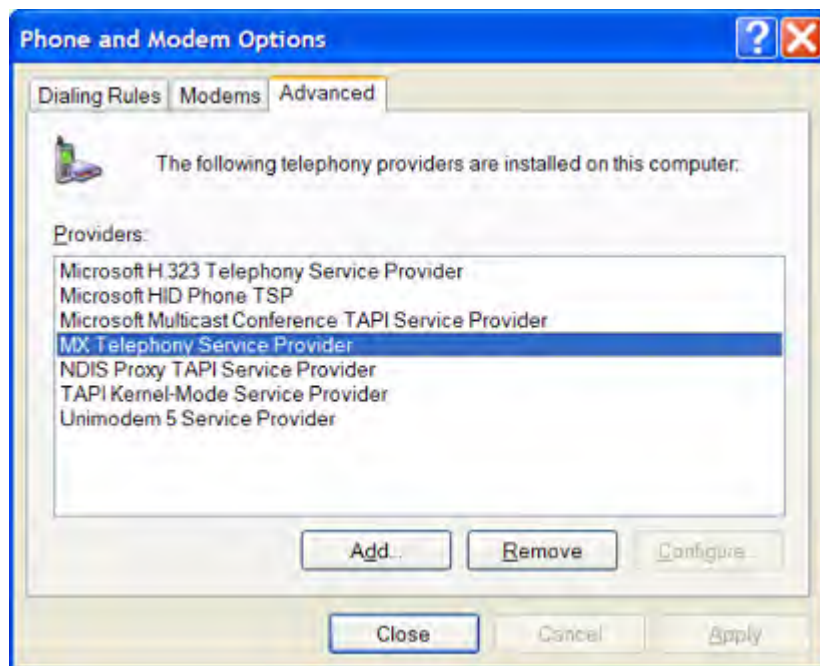 Phone and Modem Options
Dialing Rules Modems Advanced
The following telephony providers are installed on this computer:
Providers:
Microsoft H.323 Telephony Service Provider
Microsoft HID Phone TSP
Microsoft Multicast Conference TAPI Service Provider
MX Telephony Service Provider
NDIS Proxy TAPI Service Provider
TAPI Kernel-Mode Service Provider
Unimodem 5 Service Provider
Add... Remove Configure...
Close Cancel Apply